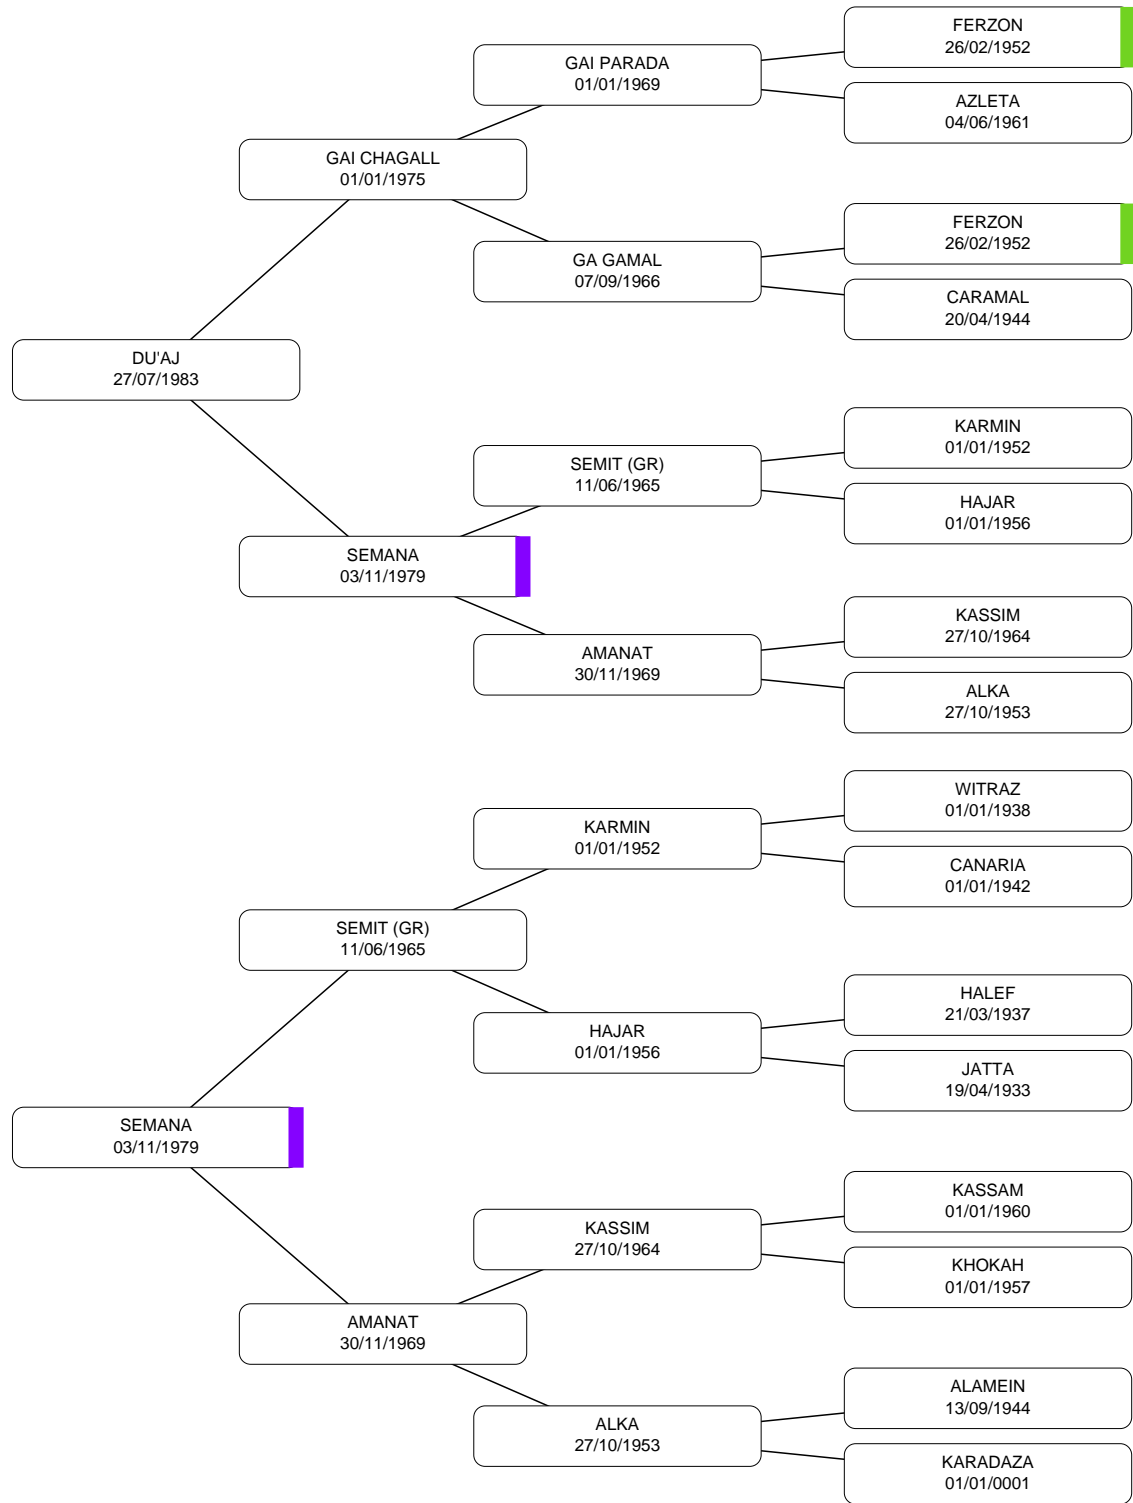 FERZON
26/02/1952
GAI PARADA
01/01/1969
AZLETA
04/06/1961
GAI CHAGALL
01/01/1975
FERZON
26/02/1952
GA GAMAL
07/09/1966
CARAMAL
20/04/1944
DU'AJ
27/07/1983
KARMIN
01/01/1952
SEMIT (GR)
11/06/1965
HAJAR
01/01/1956
SEMANA
03/11/1979
KASSIM
27/10/1964
AMANAT
30/11/1969
ALKA
27/10/1953
WITRAZ
01/01/1938
KARMIN
01/01/1952
CANARIA
01/01/1942
SEMIT (GR)
11/06/1965
HALEF
21/03/1937
HAJAR
01/01/1956
JATTA
19/04/1933
SEMANA
03/11/1979
KASSAM
01/01/1960
KASSIM
27/10/1964
KHOKAH
01/01/1957
AMANAT
30/11/1969
ALAMEIN
13/09/1944
ALKA
27/10/1953
KARADAZA
01/01/0001